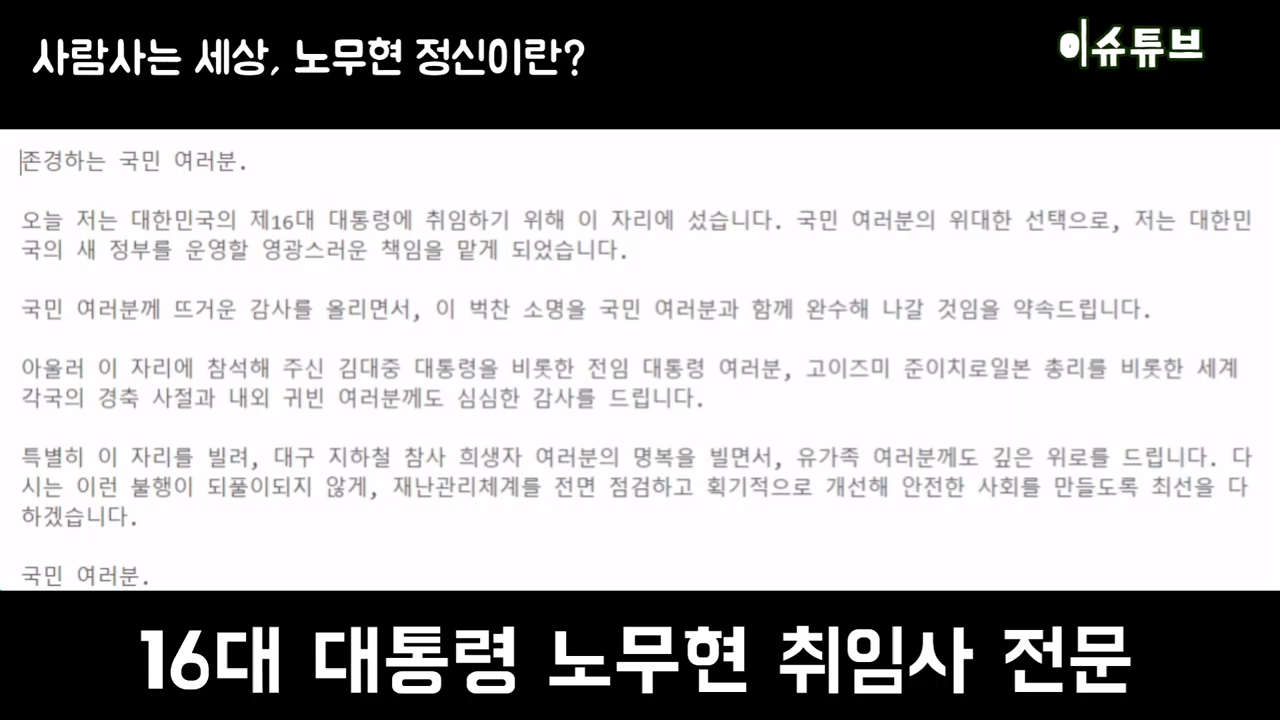 사람사는 세상, 노무현 정신이란?
이슈튜브
존경하는 국민 여러분.
오늘 저는 대한민국의 제16대 대통령에 취임하기 위해 이 자리에 섰습니다. 국민 여러분의 위대한 선택으로, 저는 대한민
국의 새 정부를 운영할 영광스러운 책임을 맡게 되었습니다.
국민 여러분께 뜨거운 감사를 올리면서, 이 벅찬 소명을 국민 여러분과 함께 완수해 나갈 것임을 약속드립니다.
아울러 이 자리에 참석해 주신 김대중 대통령을 비롯한 전임 대통령 여러분, 고이즈미 준이치로일본 총리를 비롯한 세계
각국의 경축 사절과 내외 귀빈 여러분께도 심심한 감사를 드립니다.
특별히 이 자리를 빌려, 대구 지하철 참사 희생자 여러분의 명복을 빌면서, 유가족 여러분께도 깊은 위로를 드립니다. 다
시는 이런 불행이 되풀이되지 않게, 재난관리체계를 전면 점검하고 획기적으로 개선해 안전한 사회를 만들도록 최선을 다
하겠습니다.
국민 여러분.
16대 대통령 노무현 취임사 전문